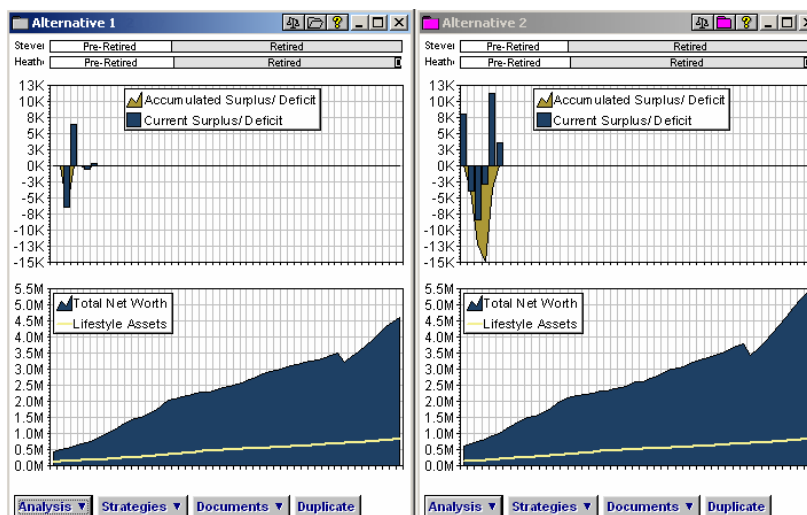 Alternative 1
Stever
Pre-Retired
Retired
Heath
Pre-Retired
Retired
D
13K
10K
8K
5K
3K
0K
-3K
-5K
-8K
-10K
-13K
-15K
Accumulated Surplus/ Deficit
Current Surplus/ Deficit
5.5M
5.0M
4.5M
4.0M
3.5M
3.0M
2.5M
2.0M
1.5M
1.0M
0.5M
0.0M
Total Net Worth
Lifestyle Assets
Analysis ▼
Strategies ▼
Documents ▼
Duplicate
Alternative 2
Stever
Pre-Retired
Retired
Heath
Pre-Retired
Retired
13K
10K
8K
5K
3K
0K
-3K
-5K
-8K
-10K
-13K
-15K
Accumulated Surplus/ Deficit
Current Surplus/ Deficit
5.5M
5.0M
4.5M
4.0M
3.5M
3.0M
2.5M
2.0M
1.5M
1.0M
0.5M
0.0M
Total Net Worth
Lifestyle Assets
Analysis ▼
Strategies ▼
Documents ▼
Duplicate